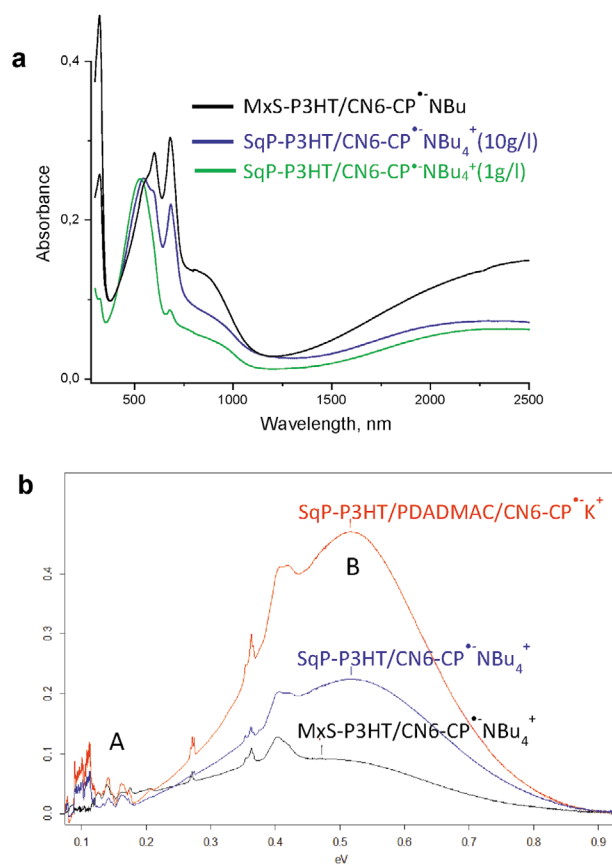 a
0,4
0,2
0,0
Absorbance
MxS-P3HT/CN6-CP•-NBu
SqP-P3HT/CN6-CP•-NBu4+(10g/l)
SqP-P3HT/CN6-CP•-NBu4+(1g/l)
500 1000 1500 2000 2500
Wavelength, nm
b
SqP-P3HT/PDADMAC/CN6-CP•-K+
B
SqP-P3HT/CN6-CP•-NBu4+
MxS-P3HT/CN6-CP•-NBu4+
A
0.4
0.3
0.2
0.1
0.0
0.1 0.2 0.3 0.4 0.5 0.6 0.7 0.8 0.9
eV